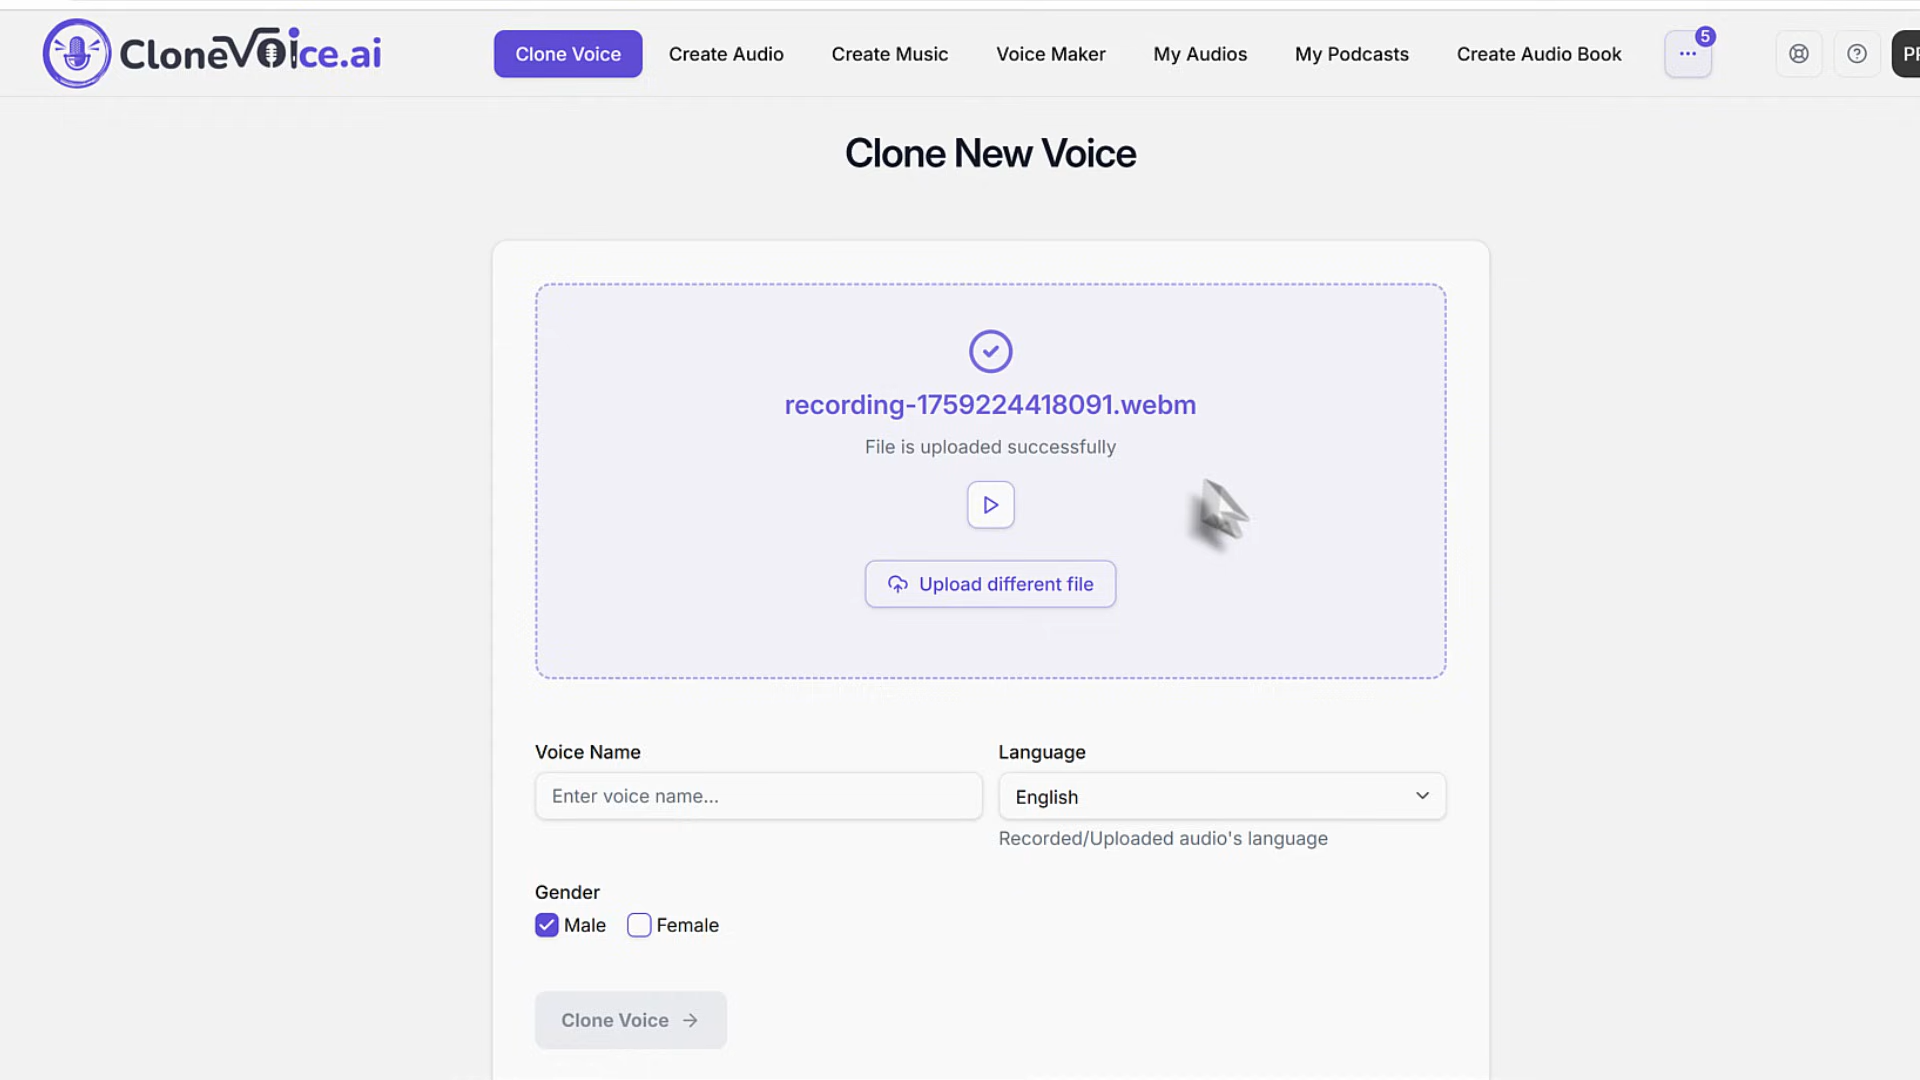 CloneVoice.ai
Clone Voice
Create Audio
Create Music
Voice Maker
My Audios
My Podcasts
Create Audio Book
5
Clone New Voice
recording-1759224418091.webm
File is uploaded successfully
Upload different file
Voice Name
Language
Enter voice name...
English
Recorded/Uploaded audio's language
Gender
Male
Female
Clone Voice